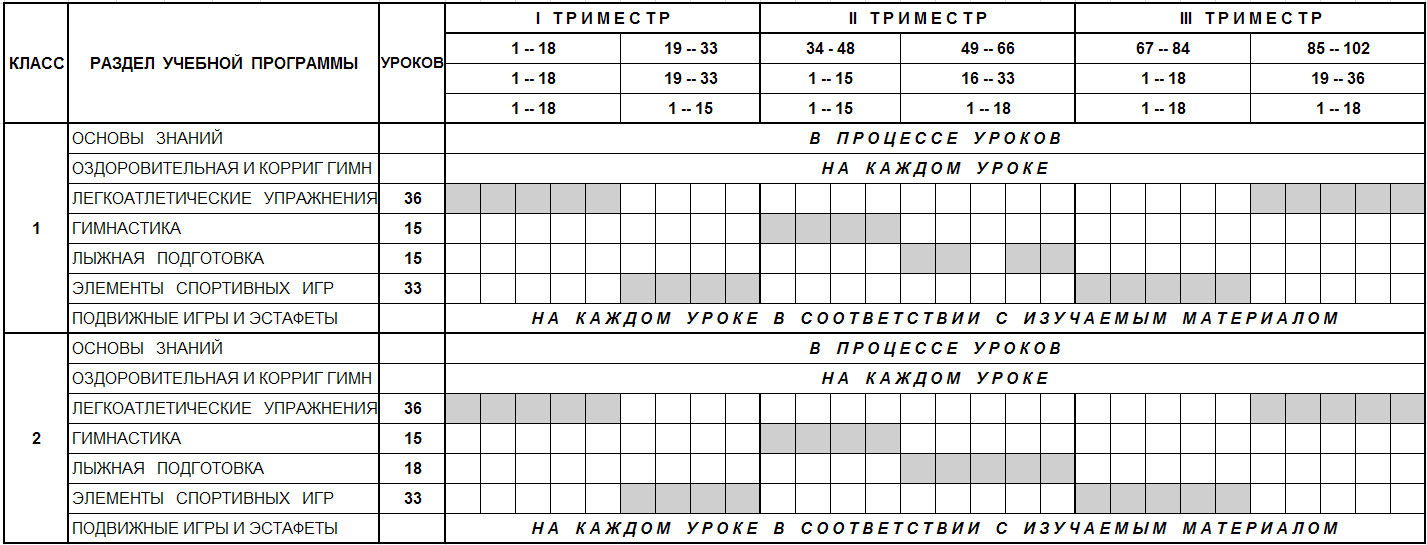 КЛАСС РАЗДЕЛ УЧЕБНОЙ ПРОГРАММЫ УРОКОВ I ТРИМЕСТР II ТРИМЕСТР III ТРИМЕСТР
1 -- 18 19 -- 33 34 - 48 49 -- 66 67 -- 84 85 -- 102
1 -- 18 19 -- 33 1 -- 15 16 -- 33 1 -- 18 19 -- 36
1 -- 18 1 -- 15 1 -- 15 1 -- 18 1 -- 18 1 -- 18
1
ОСНОВЫ ЗНАНИЙ В ПРОЦЕССЕ УРОКОВ
ОЗДОРОВИТЕЛЬНАЯ И КОРРИГ ГИМН НА КАЖДОМ УРОКЕ
ЛЕГКОАТЛЕТИЧЕСКИЕ УПРАЖНЕНИЯ 36
ГИМНАСТИКА 15
ЛЫЖНАЯ ПОДГОТОВКА 15
ЭЛЕМЕНТЫ СПОРТИВНЫХ ИГР 33
ПОДВИЖНЫЕ ИГРЫ И ЭСТАФЕТЫ НА КАЖДОМ УРОКЕ В СООТВЕТСТВИИ С ИЗУЧАЕМЫМ МАТЕРИАЛОМ
2
ОСНОВЫ ЗНАНИЙ В ПРОЦЕССЕ УРОКОВ
ОЗДОРОВИТЕЛЬНАЯ И КОРРИГ ГИМН НА КАЖДОМ УРОКЕ
ЛЕГКОАТЛЕТИЧЕСКИЕ УПРАЖНЕНИЯ 36
ГИМНАСТИКА 15
ЛЫЖНАЯ ПОДГОТОВКА 18
ЭЛЕМЕНТЫ СПОРТИВНЫХ ИГР 33
ПОДВИЖНЫЕ ИГРЫ И ЭСТАФЕТЫ НА КАЖДОМ УРОКЕ В СООТВЕТСТВИИ С ИЗУЧАЕМЫМ МАТЕРИАЛОМ